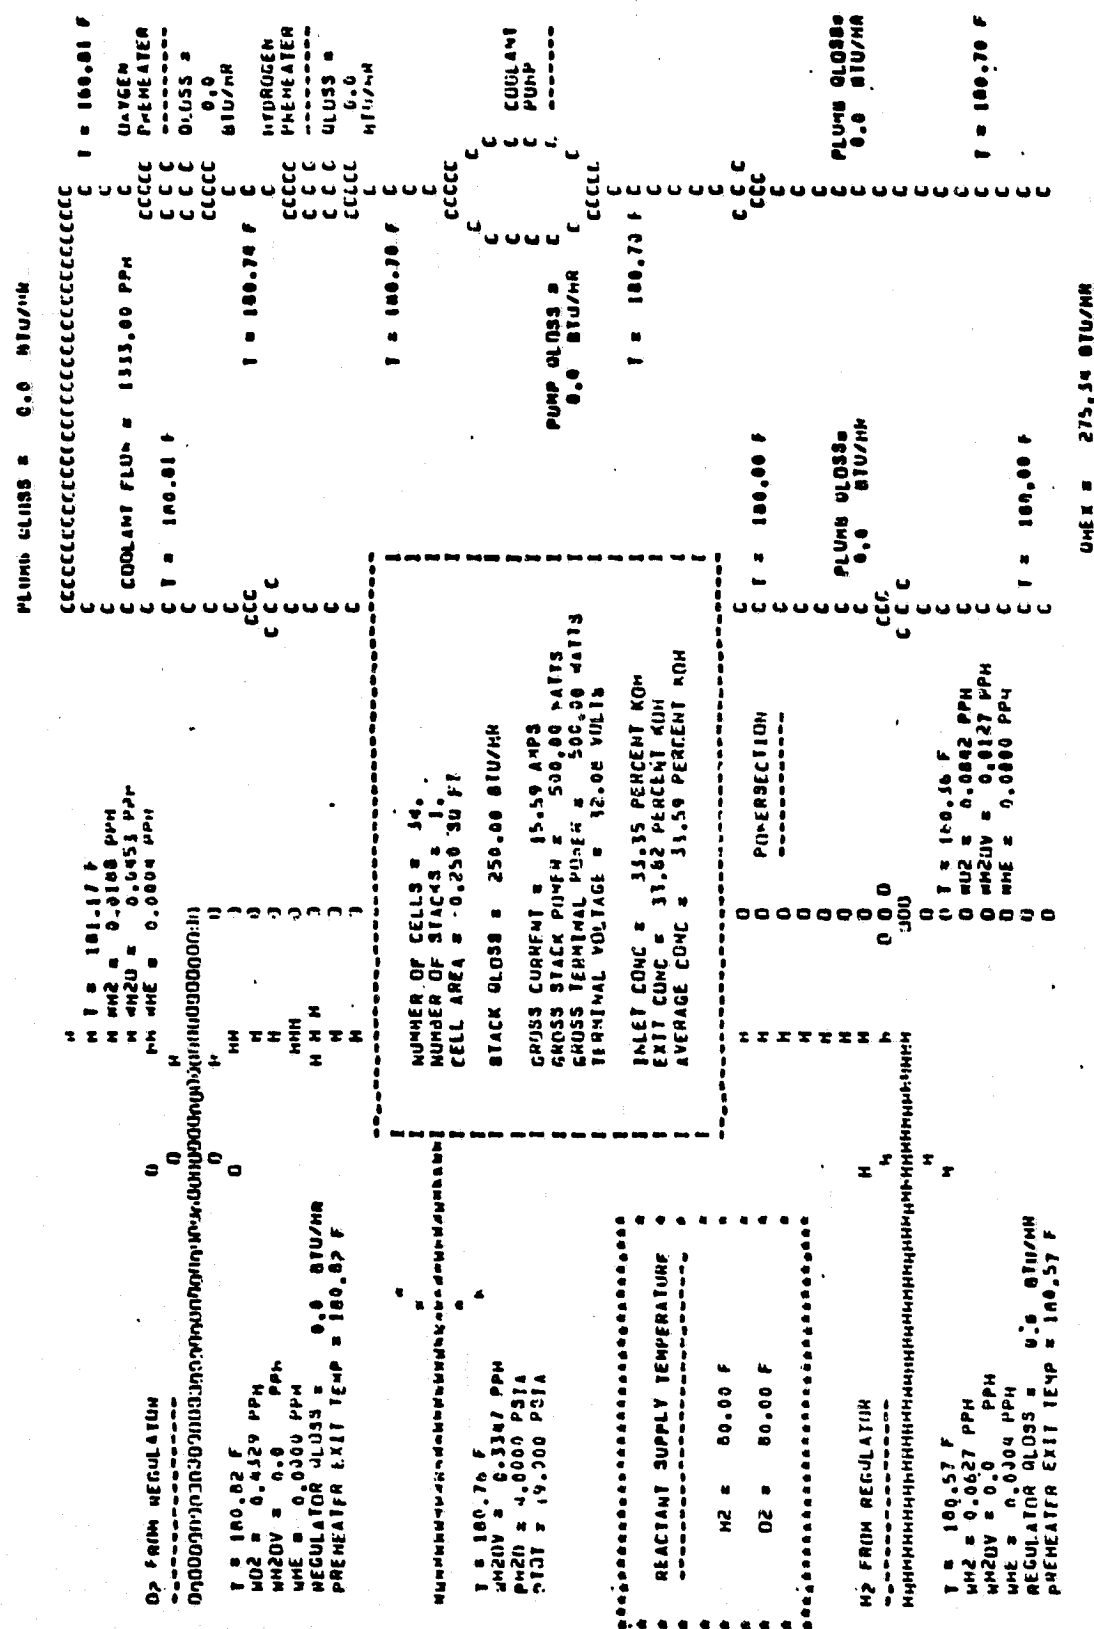 O2 FROM REGULATOR
T = 180.82 F
WO2 = 0.4329 PPH
WH2OV = 0.0 PPH
WHE = 0.0000 PPH
REGULATOR QLOSS = 0.0 BTU/HR
PREHEATER EXIT TEMP = 180.82 F
T = 181.17 F
WH2 = 0.0188 PPH
WH2O = 0.0453 PPH
WHE = 0.0004 PPH
PLUMB QLOSS = 0.0 BTU/HR
COOLANT FLOW = 1333.00 PPH
T = 180.81 F
T = 180.81 F
OXYGEN
PREHEATER
---------
QLOSS =
0.0
BTU/HR
T = 180.74 F
HYDROGEN
PREHEATER
---------
QLOSS =
0.0
BTU/HR
T = 180.70 F
COOLANT
PUMP
------
PUMP QLOSS =
0.0 BTU/HR
T = 180.70 F
T = 180.76 F
WH2OV = 0.3347 PPH
PH2O = 4.0000 PSIA
PTOT = 19.000 PSIA
NUMBER OF CELLS = 34.
NUMBER OF STACKS = 1.
CELL AREA = 0.250 SQ FT
STACK QLOSS = 250.00 BTU/HR
GROSS CURRENT = 15.59 AMPS
GROSS STACK POWER = 500.00 WATTS
GROSS TERMINAL POWER = 500.00 WATTS
TERMINAL VOLTAGE = 32.08 VOLTS
INLET CONC = 33.35 PERCENT KOH
EXIT CONC = 33.82 PERCENT KOH
AVERAGE CONC = 33.59 PERCENT KOH
REACTANT SUPPLY TEMPERATURE
H2 = 80.00 F
O2 = 80.00 F
POWERSECTION
T = 180.00 F
PLUMB QLOSS=
0.0 BTU/HR
PLUMB QLOSS=
0.0 BTU/HR
H2 FROM REGULATOR
T = 180.57 F
WH2 = 0.0627 PPH
WH2OV = 0.0 PPH
WHE = 0.0004 PPH
REGULATOR QLOSS = 0.0 BTU/HR
PREHEATER EXIT TEMP = 180.57 F
T = 180.36 F
WO2 = 0.0842 PPH
WH2OV = 0.0127 PPH
WHE = 0.0000 PPH
T = 180.00 F
T = 180.70 F
QHEX = 275.34 BTU/HR